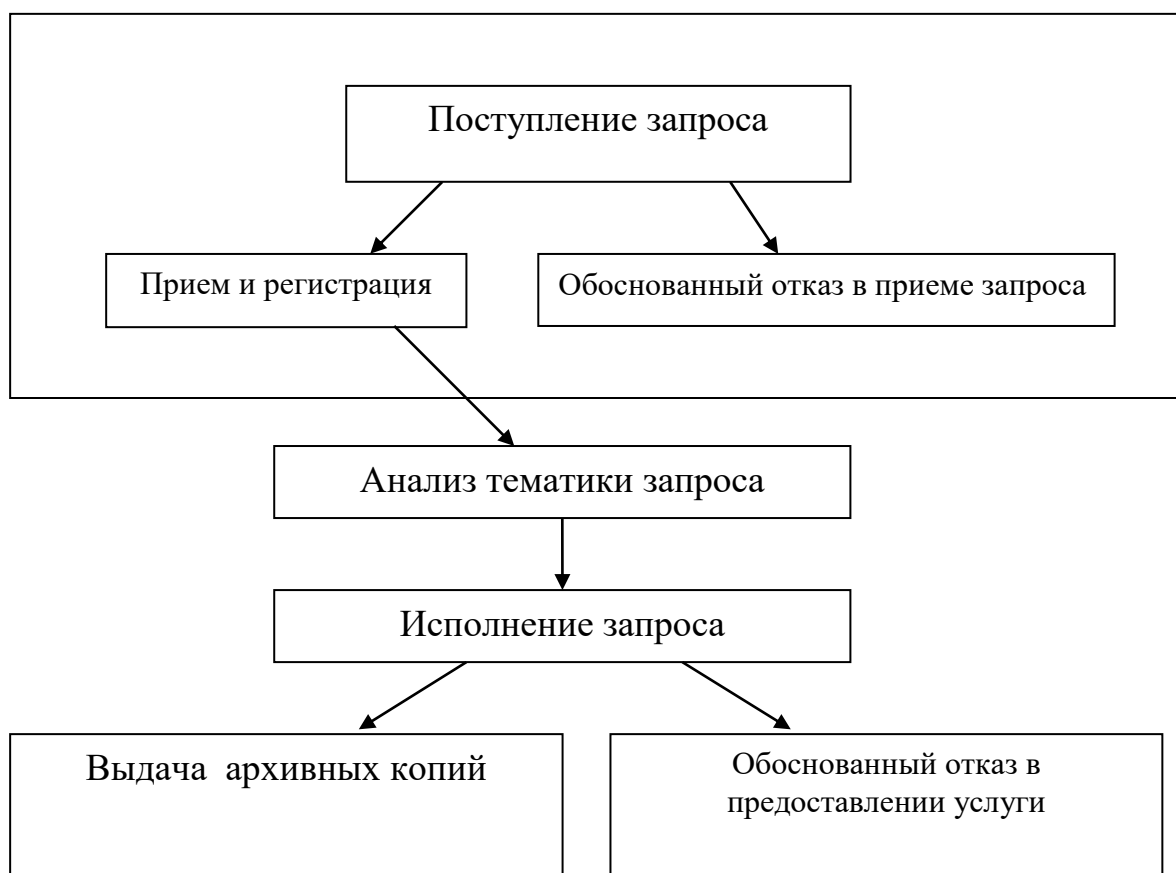 Поступление запроса
Прием и регистрация
Обоснованный отказ в приеме запроса
Анализ тематики запроса
Исполнение запроса
Выдача архивных копий
Обоснованный отказ в
предоставлении услуги